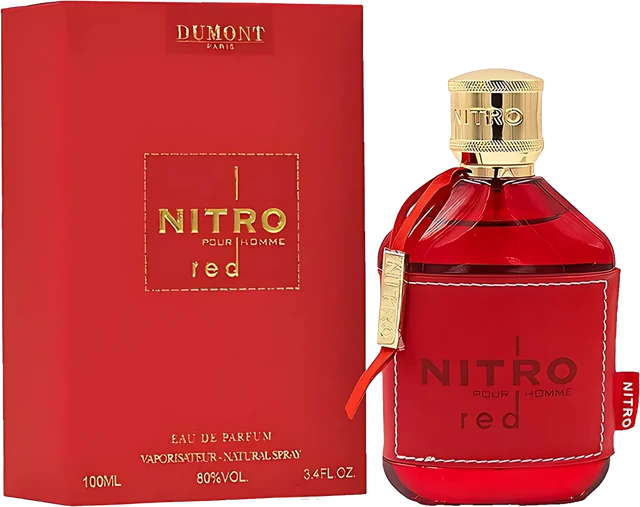 DUMONT
PARIS
NITRO
POUR HOMME
red
EAU DE PARFUM
VAPORISATEUR-NATURAL SPRAY
100ML 80%VOL. 3.4FL.OZ.
NITRO
NITRO
NITRO
POUR HOMME
red
NITRO